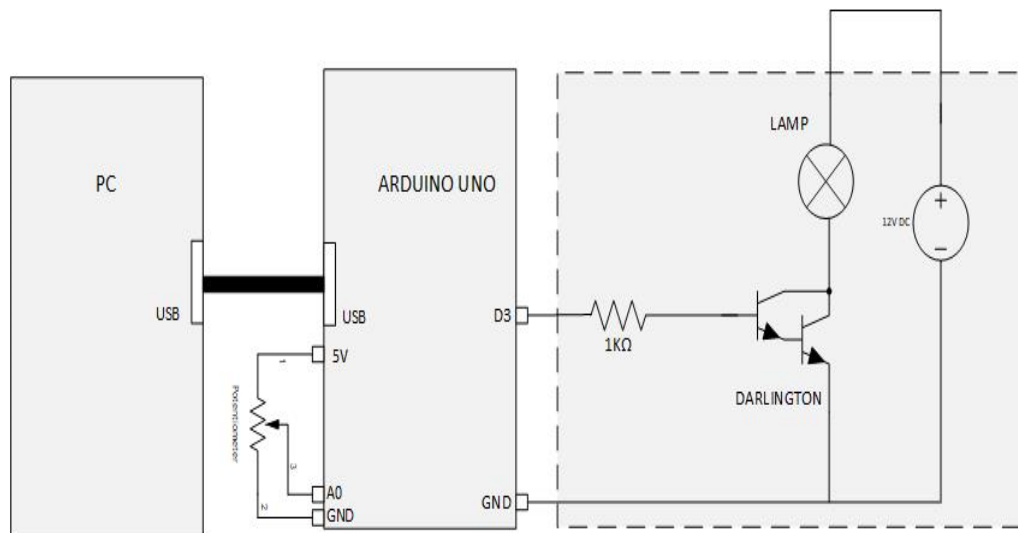 PC
USB
ARDUINO UNO
USB
5V
A0
GND
D3
GND
1
Potentiometer
3
2
1KΩ
LAMP
12V DC
+
−
DARLINGTON